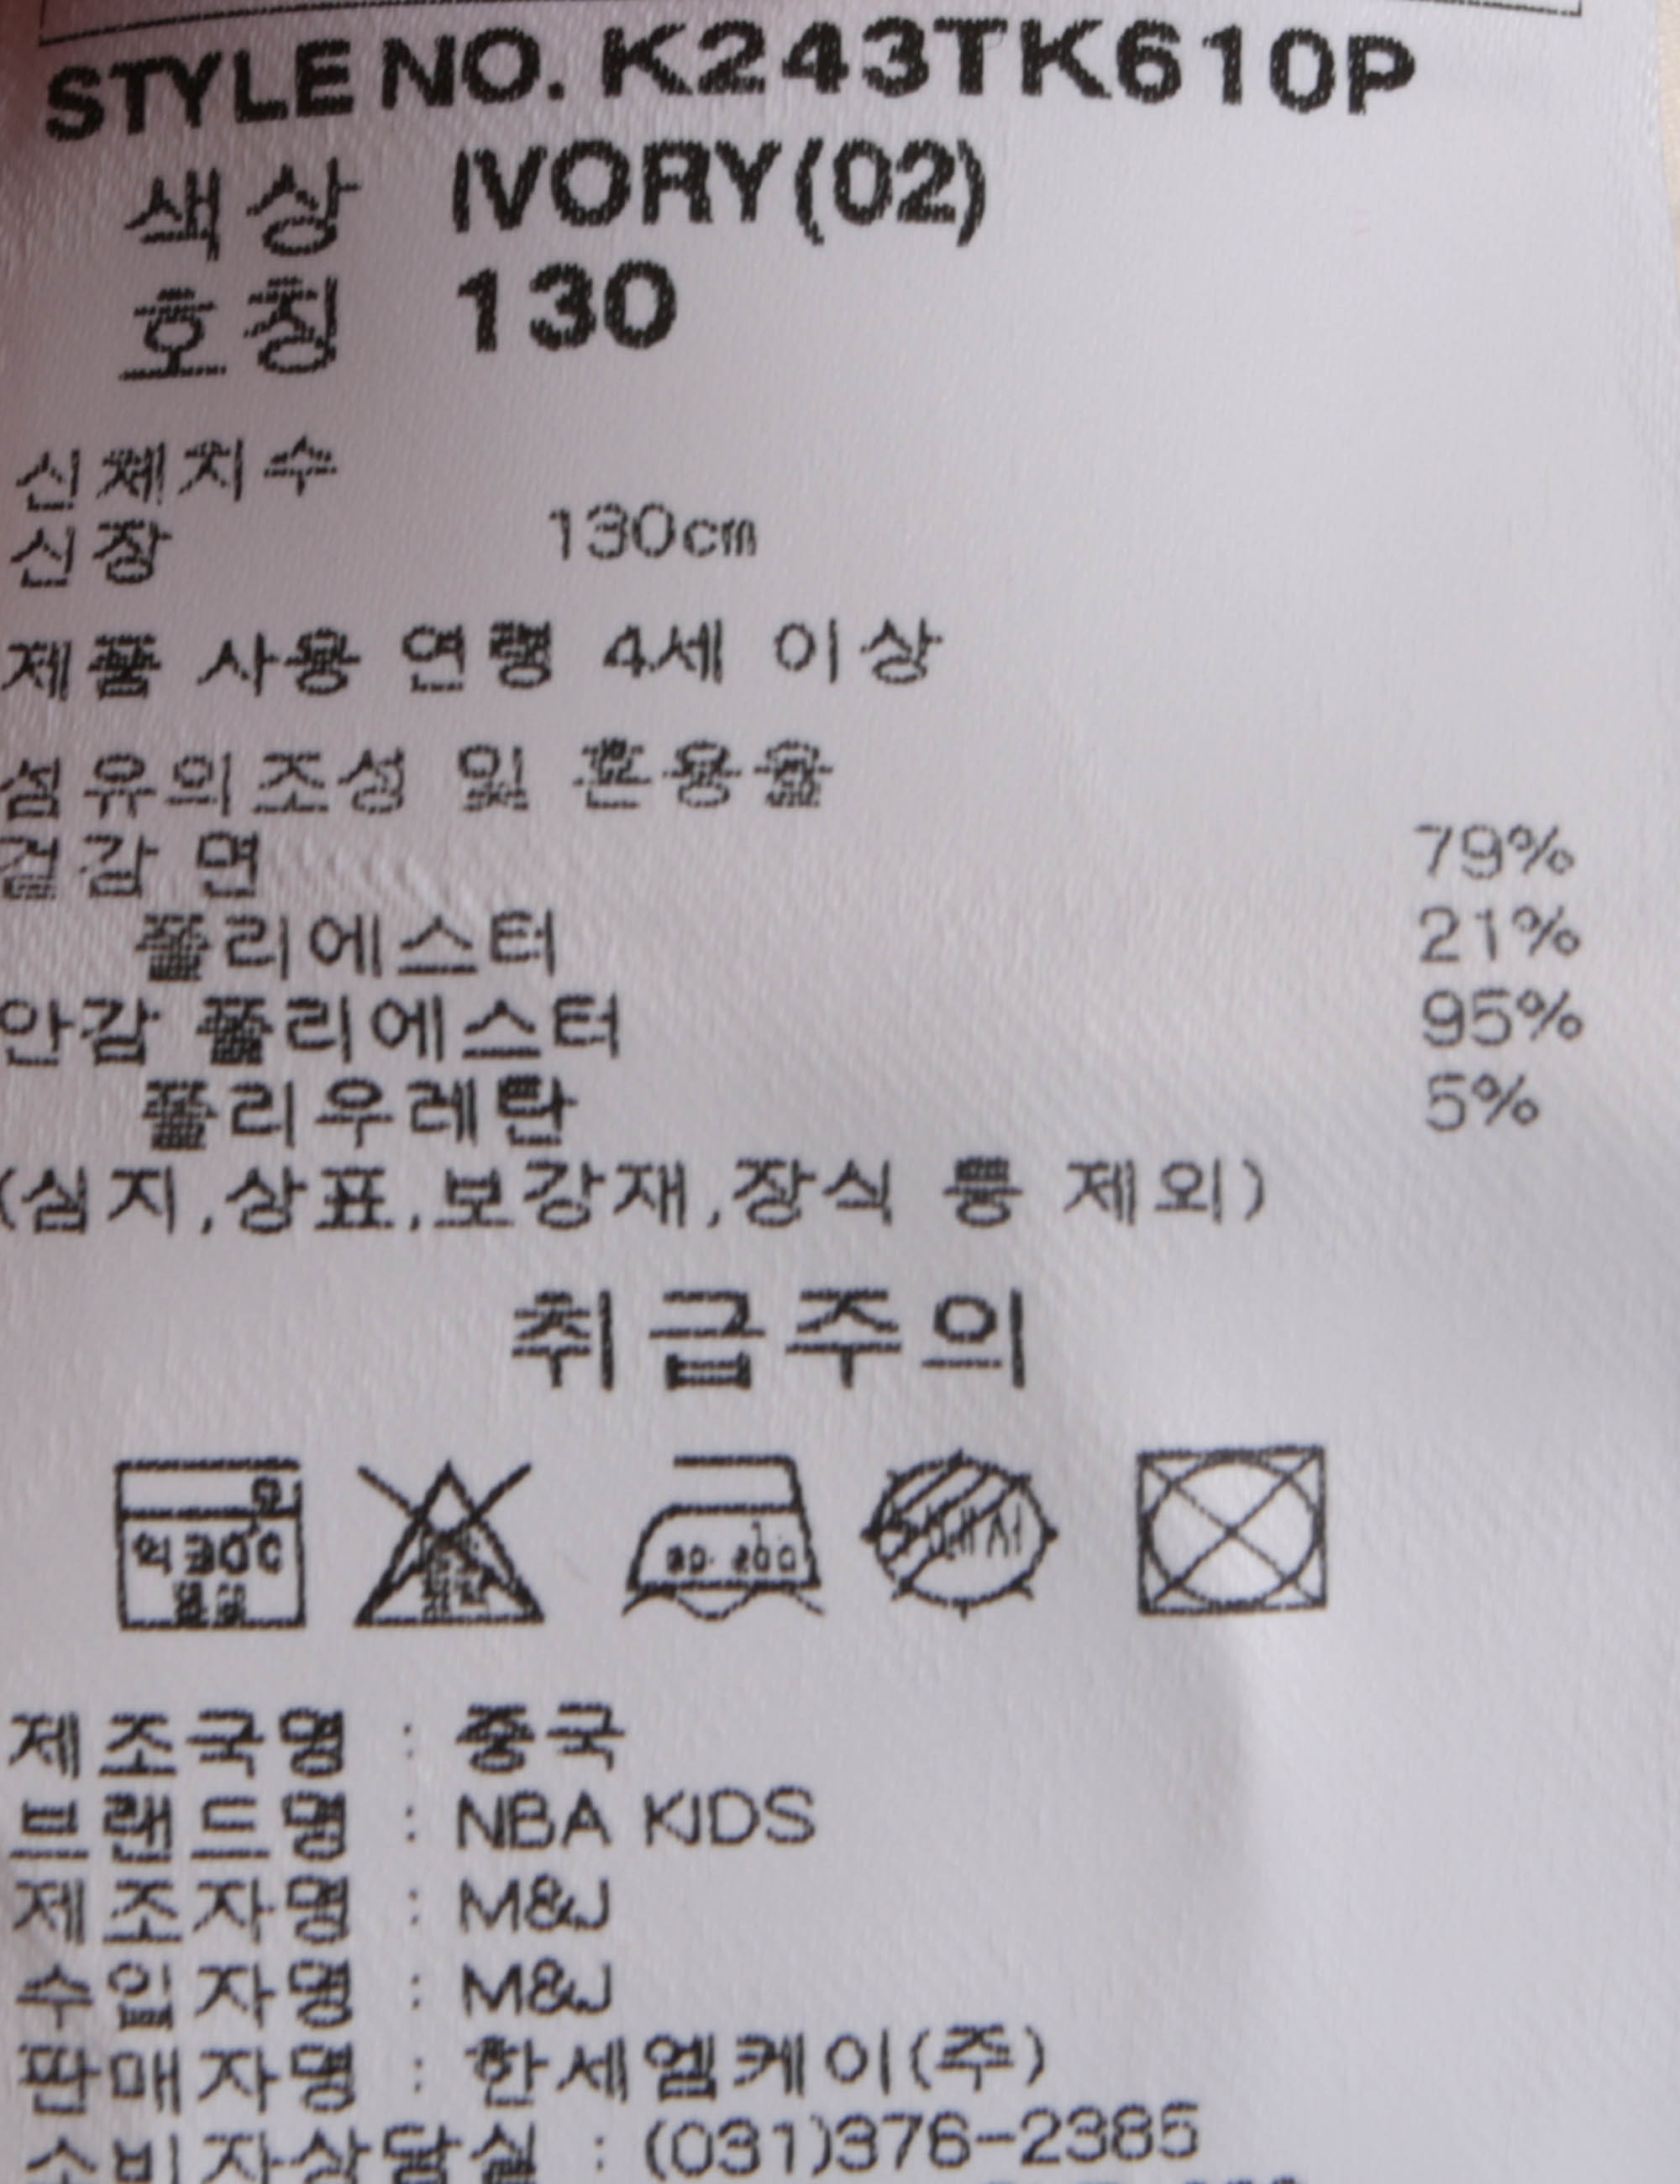 STYLE NO. K243TK610P
색상 IVORY(02)
호칭 130
신체치수
신장 130cm
제품 사용 연령 4세 이상
섬유의조성 및 혼용율
겉감 면 79%
폴리에스터 21%
안감 폴리에스터 95%
폴리우레탄 5%
(심지,상표,보강재,장식 등 제외)
취급주의
약30℃
중성
제조국명 : 중국
브랜드명 : NBA KIDS
제조자명 : M&J
수입자명 : M&J
판매자명 : 한세엠케이(주)
소비자상담실 : (031)376-2385